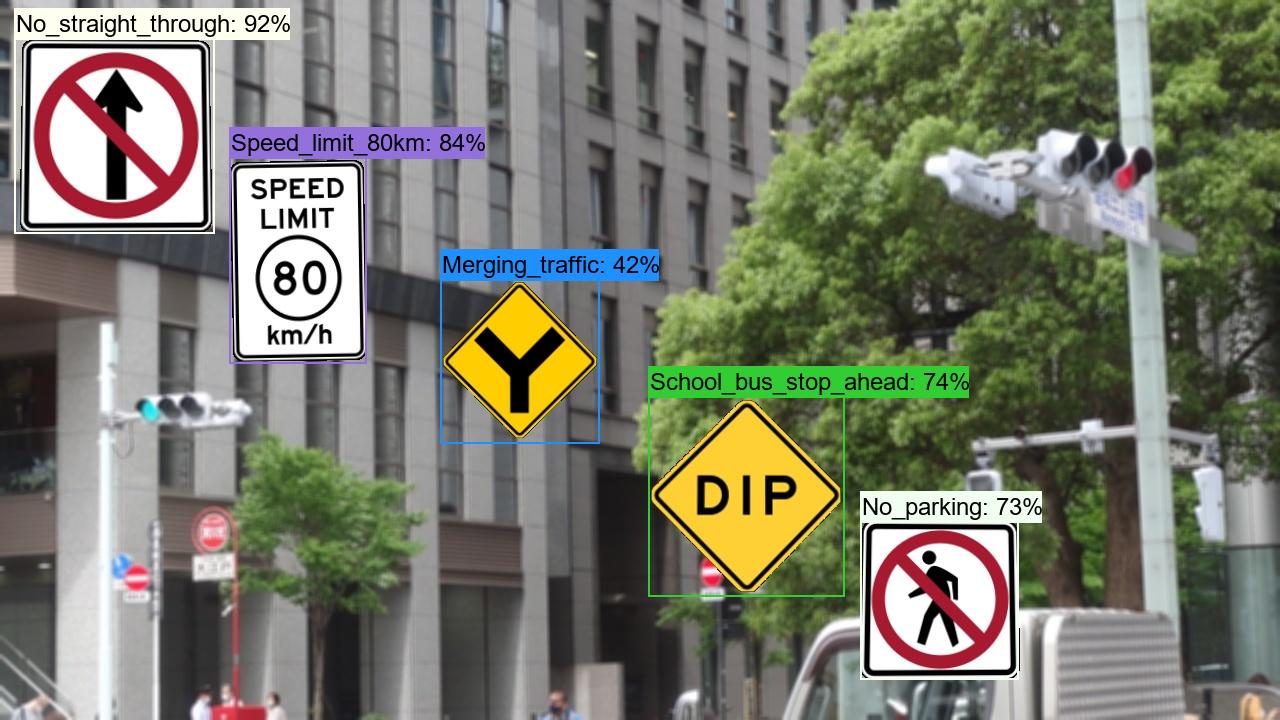 No_straight_through: 92%
Speed_limit_80km: 84%
SPEED
LIMIT
80
km/h
Merging_traffic: 42%
School_bus_stop_ahead: 74%
DIP
No_parking: 73%